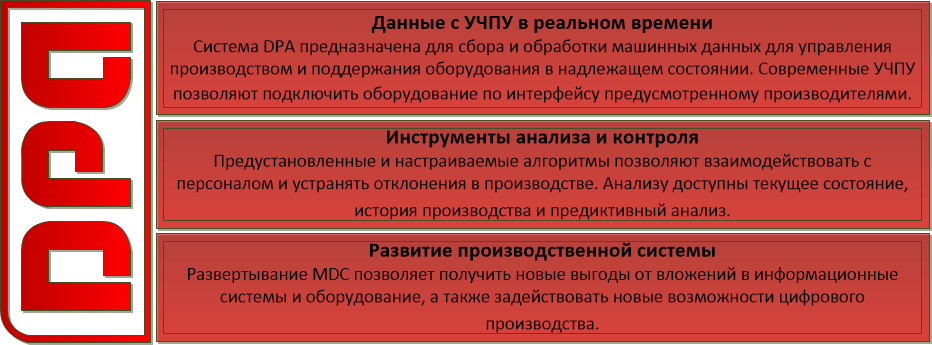 DPA
Данные с УЧПУ в реальном времени
Система DPA предназначена для сбора и обработки машинных данных для управления
производством и поддержания оборудования в надлежащем состоянии. Современные УЧПУ
позволяют подключить оборудование по интерфейсу предусмотренному производителями.
Инструменты анализа и контроля
Предустановленные и настраиваемые алгоритмы позволяют взаимодействовать с
персоналом и устранять отклонения в производстве. Анализу доступны текущее состояние,
история производства и предиктивный анализ.
Развитие производственной системы
Развертывание MDC позволяет получить новые выгоды от вложений в информационные
системы и оборудование, а также задействовать новые возможности цифрового
производства.